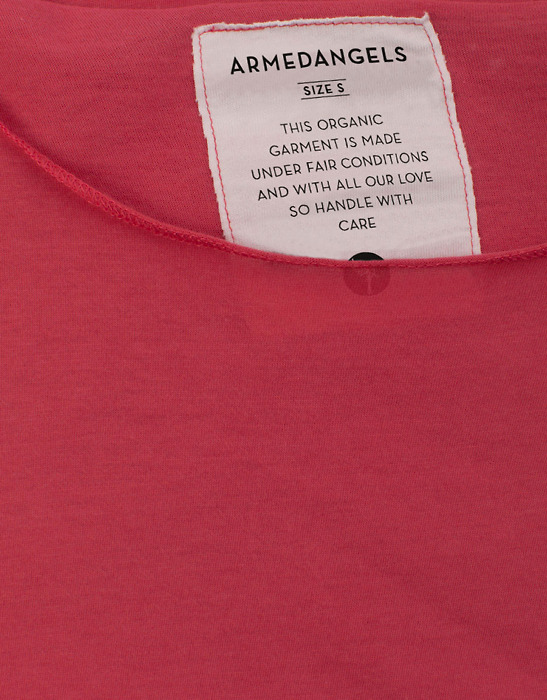 ARMEDANGELS
SIZE S
THIS ORGANIC
GARMENT IS MADE
UNDER FAIR CONDITIONS
AND WITH ALL OUR LOVE
SO HANDLE WITH
CARE